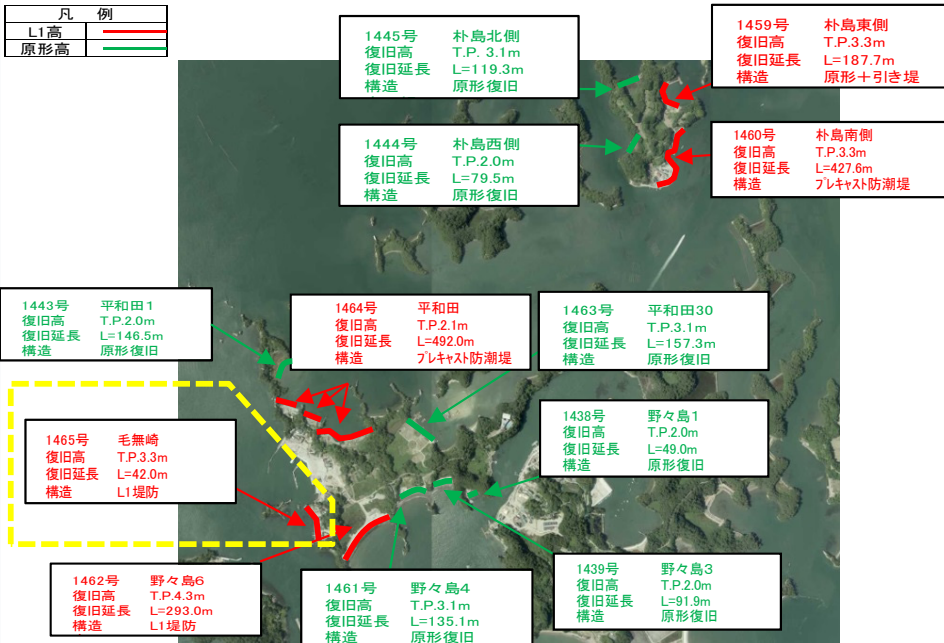 凡 例
L1高
原形高
1445号 朴島北側
復旧高 T.P. 3.1m
復旧延長 L=119.3m
構造 原形復旧
1459号 朴島東側
復旧高 T.P.3.3m
復旧延長 L=187.7m
構造 原形+引き堤
1444号 朴島西側
復旧高 T.P.2.0m
復旧延長 L=79.5m
構造 原形復旧
1460号 朴島南側
復旧高 T.P.3.3m
復旧延長 L=427.6m
構造 プレキャスト防潮堤
1443号 平和田1
復旧高 T.P.2.0m
復旧延長 L=146.5m
構造 原形復旧
1464号 平和田
復旧高 T.P.2.1m
復旧延長 L=492.0m
構造 プレキャスト防潮堤
1463号 平和田30
復旧高 T.P.3.1m
復旧延長 L=157.3m
構造 原形復旧
1465号 毛無崎
復旧高 T.P.3.3m
復旧延長 L=42.0m
構造 L1堤防
1438号 野々島1
復旧高 T.P.2.0m
復旧延長 L=49.0m
構造 原形復旧
1462号 野々島6
復旧高 T.P.4.3m
復旧延長 L=293.0m
構造 L1堤防
1461号 野々島4
復旧高 T.P.3.1m
復旧延長 L=135.1m
構造 原形復旧
1439号 野々島3
復旧高 T.P.2.0m
復旧延長 L=91.9m
構造 原形復旧